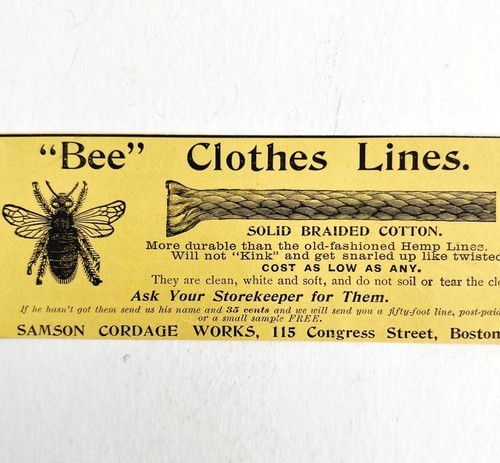 "Bee" Clothes Lines.
SOLID BRAIDED COTTON.
More durable than the old-fashioned Hemp Lines.
Will not "Kink" and get snarled up like twisted
COST AS LOW AS ANY.
They are clean, white and soft, and do not soil or tear the clo
Ask Your Storekeeper for Them.
If he hasn't got them send us his name and 35 cents and we will send you a fifty-foot line, post-paid
or a small sample FREE.
SAMSON CORDAGE WORKS, 115 Congress Street, Boston